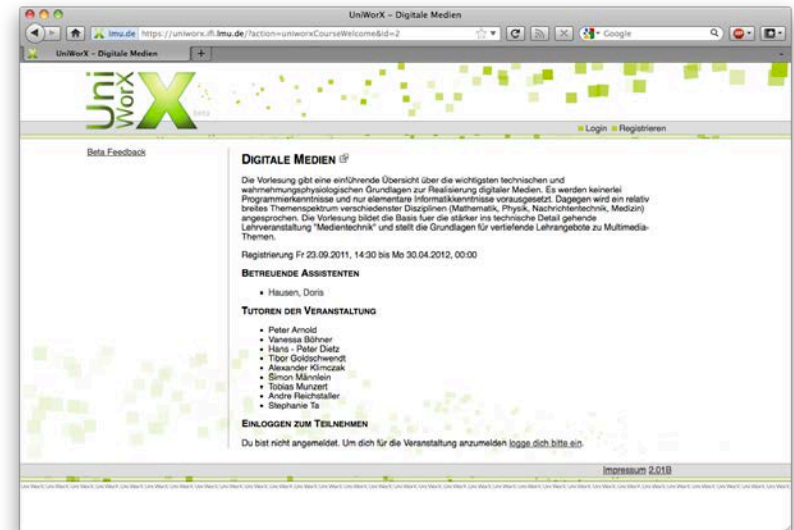 UniWorX – Digitale Medien
lmu.de https://uniworx.ifi.lmu.de/?action=uniworxCourseWelcome&id=2
Google
UniWorX – Digitale Medien
Uni
WorX
beta
Login Registrieren
Beta Feedback
DIGITALE MEDIEN
Die Vorlesung gibt eine einführende Übersicht über die wichtigsten technischen und
wahrnehmungsphysiologischen Grundlagen zur Realisierung digitaler Medien. Es werden keinerlei
Programmierkenntnisse und nur elementare Informatikkenntnisse vorausgesetzt. Dagegen wird ein relativ
breites Themenspektrum verschiedenster Disziplinen (Mathematik, Physik, Nachrichtentechnik, Medizin)
angesprochen. Die Vorlesung bildet die Basis fuer die stärker ins technische Detail gehende
Lehrveranstaltung "Medientechnik" und stellt die Grundlagen für vertiefende Lehrangebote zu Multimedia-
Themen.
Registrierung Fr 23.09.2011, 14:30 bis Mo 30.04.2012, 00:00
BETREUENDE ASSISTENTEN
• Hausen, Doris
TUTOREN DER VERANSTALTUNG
• Peter Arnold
• Vanessa Böhner
• Hans - Peter Dietz
• Tibor Goldschwendt
• Alexander Klimczak
• Simon Männlein
• Tobias Munzert
• Andre Reichstaller
• Stephanie Ta
EINLOGGEN ZUM TEILNEHMEN
Du bist nicht angemeldet. Um dich für die Veranstaltung anzumelden logge dich bitte ein.
Impressum 2.01B